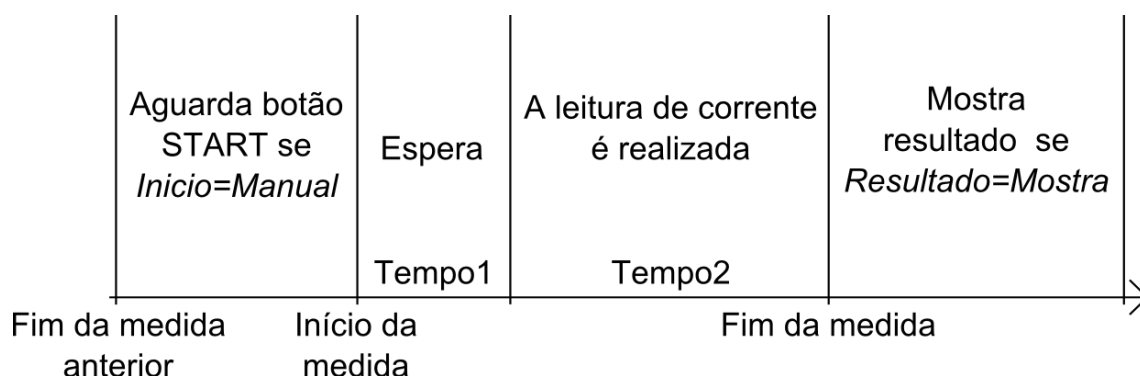 Aguarda botão
START se
Inicio=Manual
Espera
A leitura de corrente
é realizada
Mostra
resultado se
Resultado=Mostra
Tempo1
Tempo2
Fim da medida
anterior
Início da
medida
Fim da medida